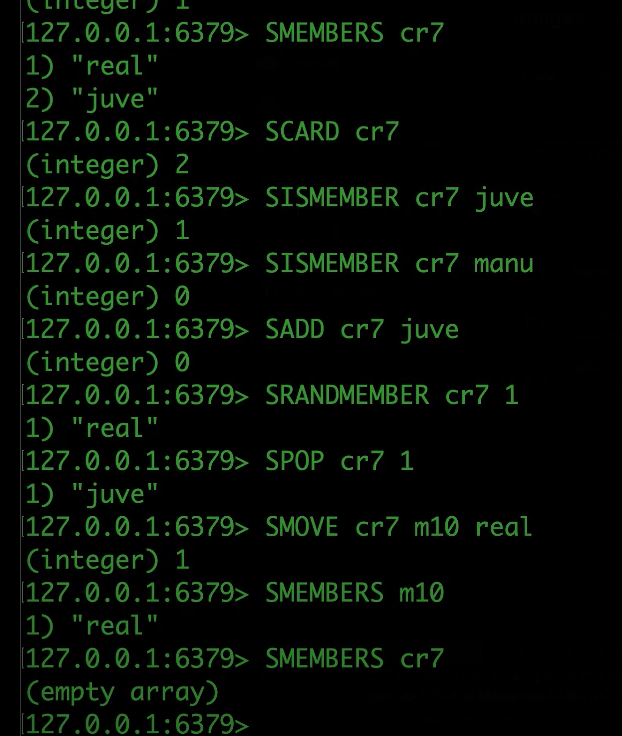 (integer) 1
[127.0.0.1:6379> SMEMBERS cr7
1) "real"
2) "juve"
[127.0.0.1:6379> SCARD cr7
(integer) 2
[127.0.0.1:6379> SISMEMBER cr7 juve
(integer) 1
[127.0.0.1:6379> SISMEMBER cr7 manu
(integer) 0
[127.0.0.1:6379> SADD cr7 juve
(integer) 0
[127.0.0.1:6379> SRANDMEMBER cr7 1
1) "real"
[127.0.0.1:6379> SPOP cr7 1
1) "juve"
[127.0.0.1:6379> SMOVE cr7 m10 real
(integer) 1
[127.0.0.1:6379> SMEMBERS m10
1) "real"
[127.0.0.1:6379> SMEMBERS cr7
(empty array)
[127.0.0.1:6379>